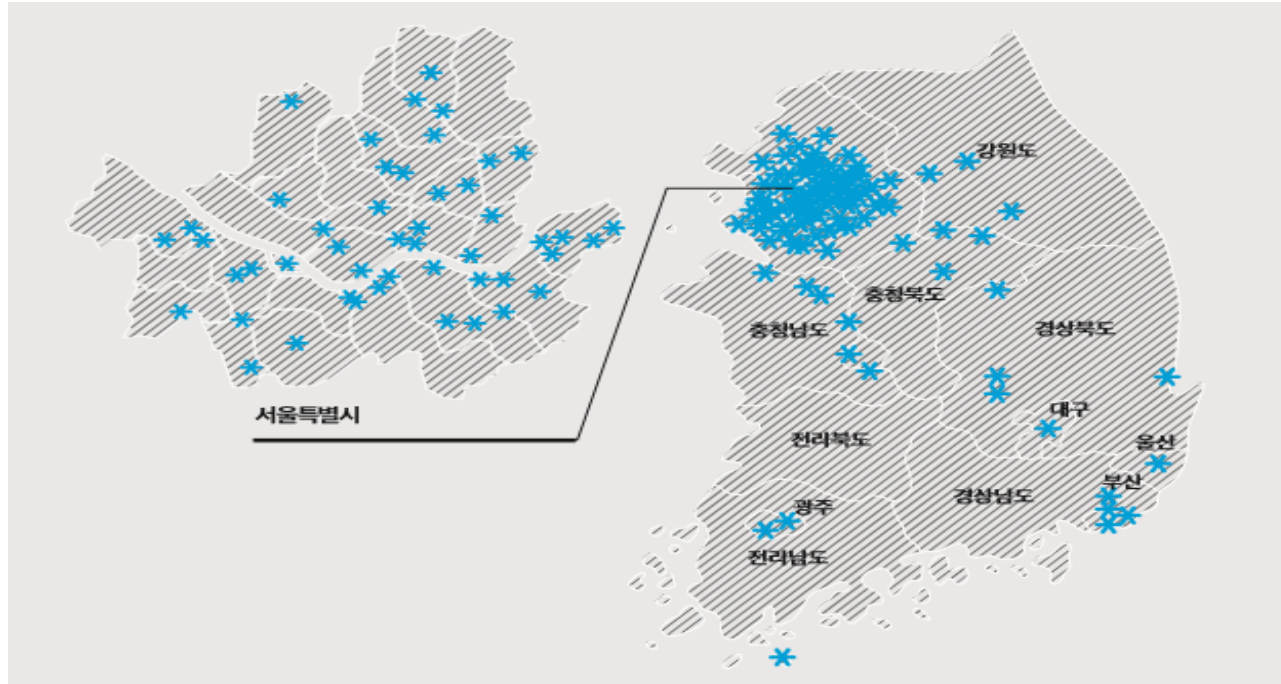 강원도
충청북도
충청남도
경상북도
서울특별시
대구
전라북도
울산
부산
경상남도
광주
전리남도